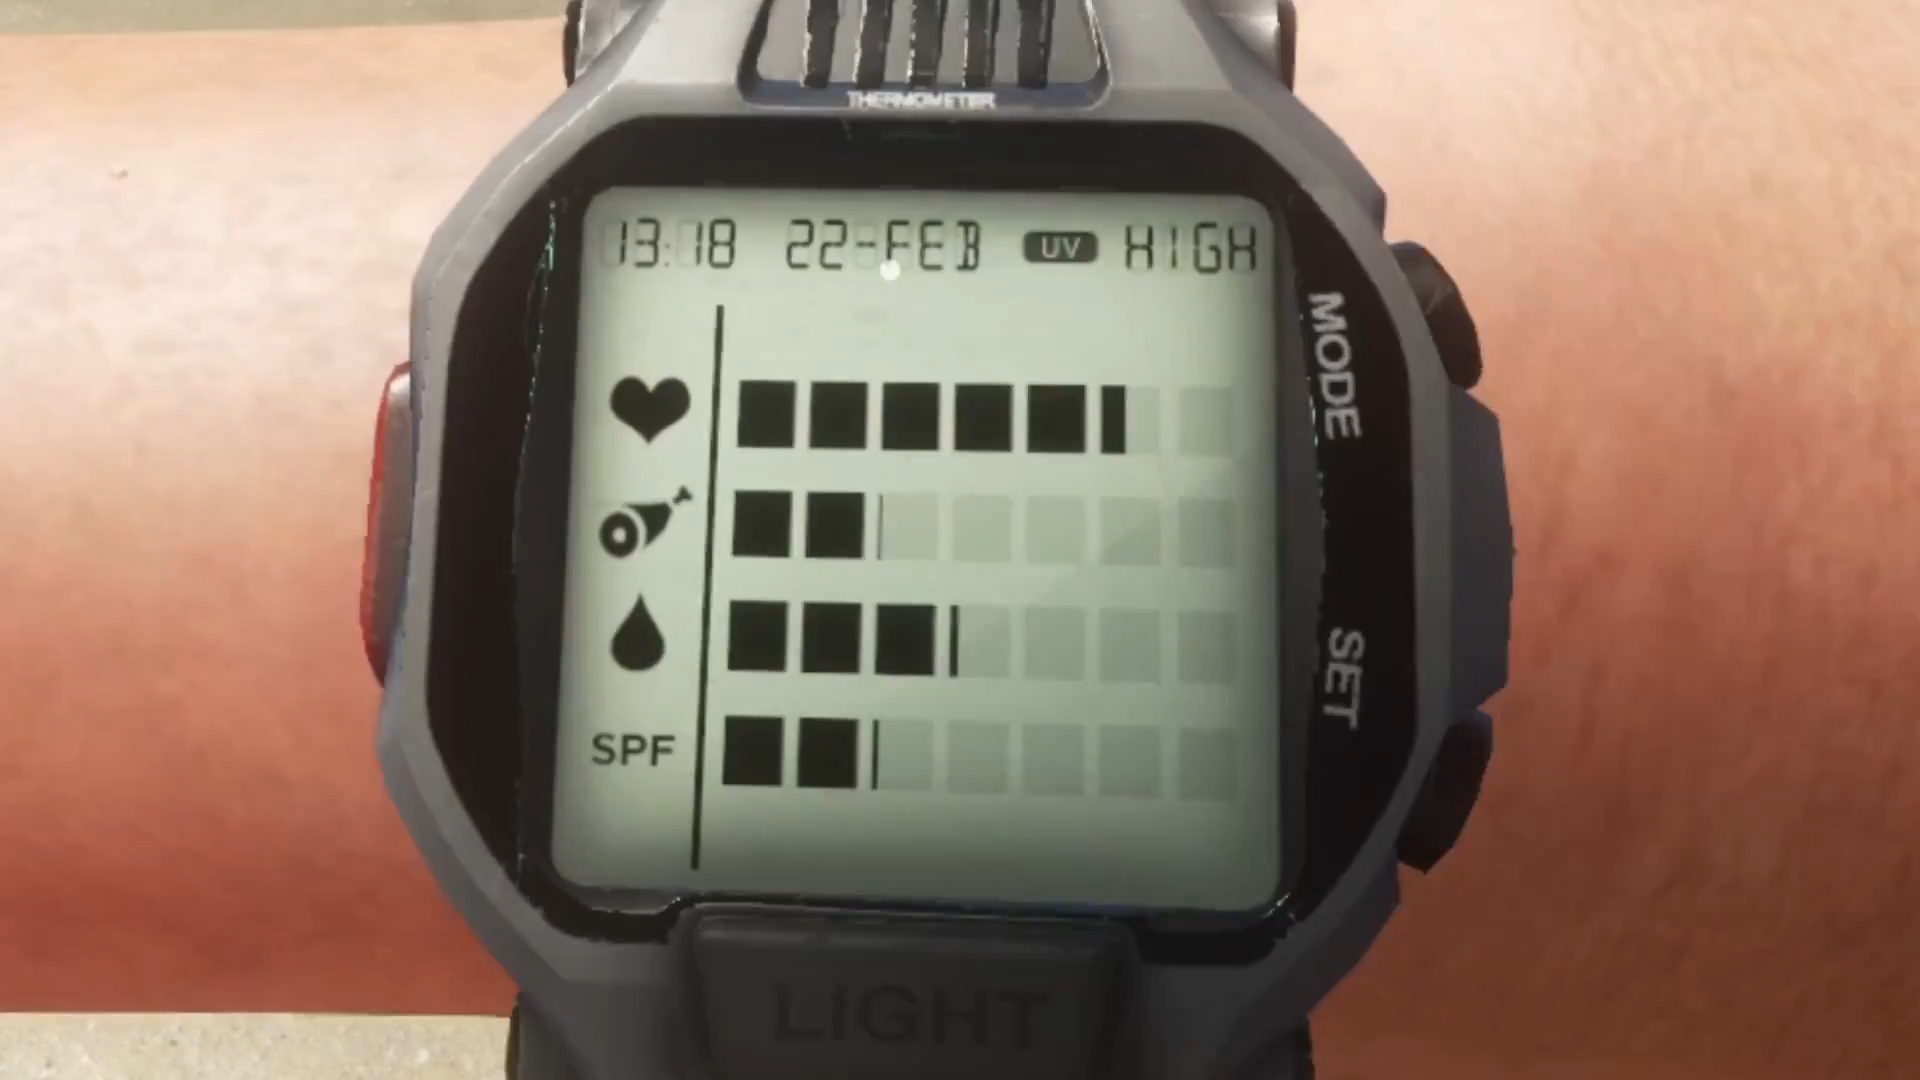 THERMOMETER
13:18 22-FEB UV HIGH
MODE
SPF
SET
LIGHT